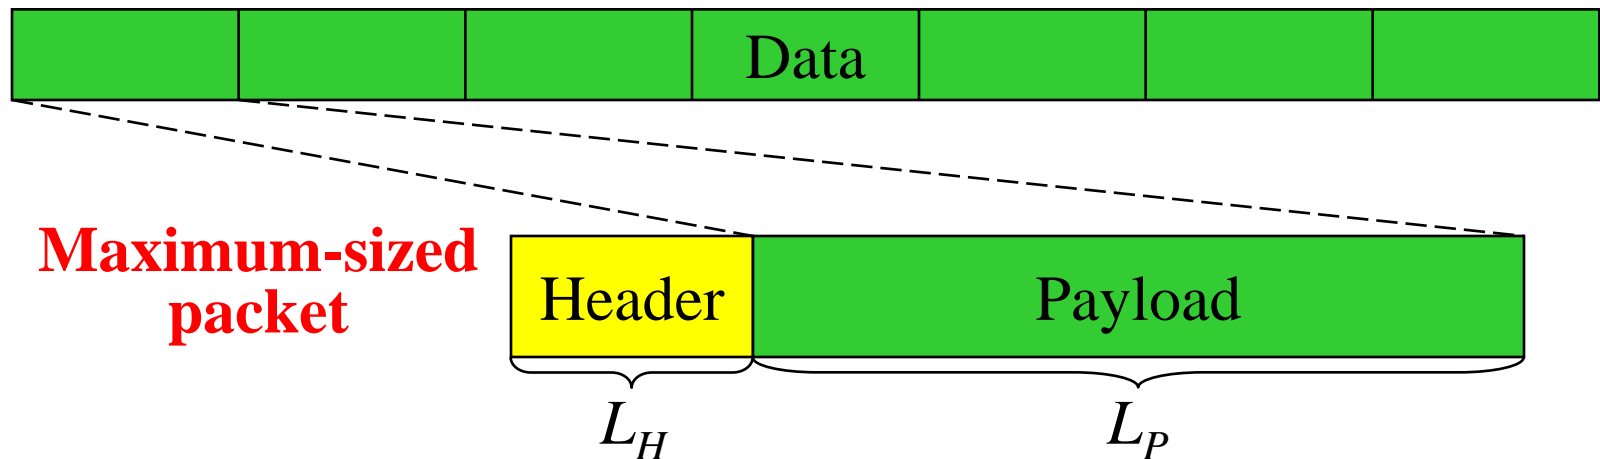 Data
Maximum-sized
packet
Header
Payload
L_H
L_P